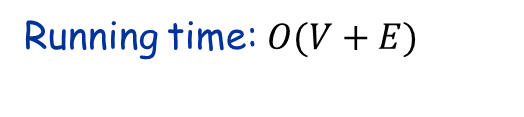 Running time: O(V + E)